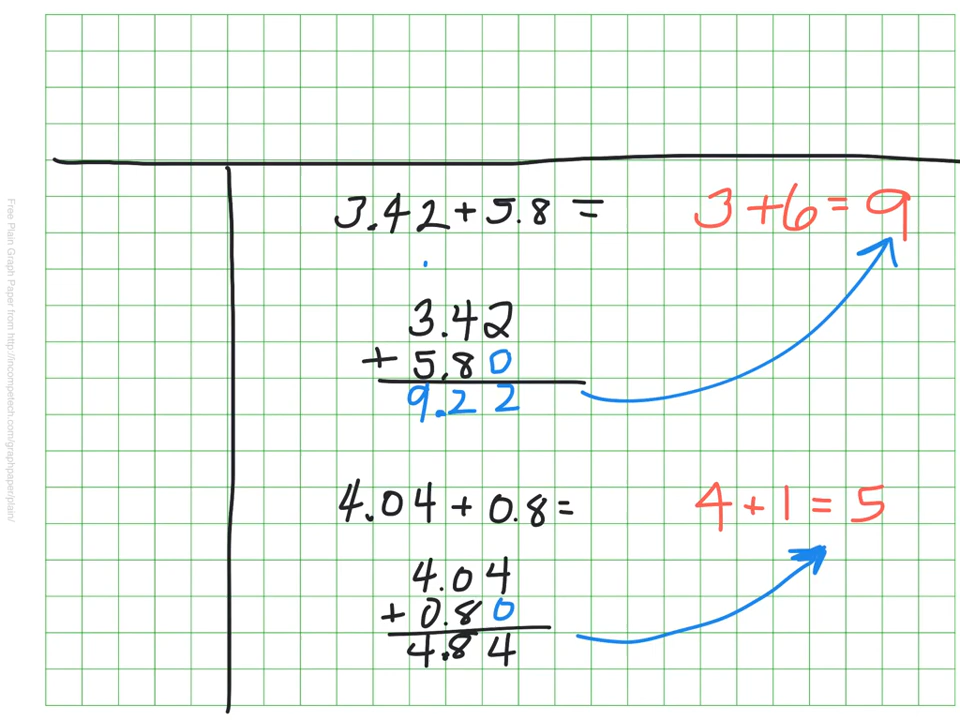 3.42 + 5.8 = 3 + 6 = 9
3.42
+ 5.80
9.22
4.04 + 0.8 = 4 + 1 = 5
4.04
+ 0.80
4.84
Free Plain Graph Paper from http://incompetech.com/graphpaper/plain/